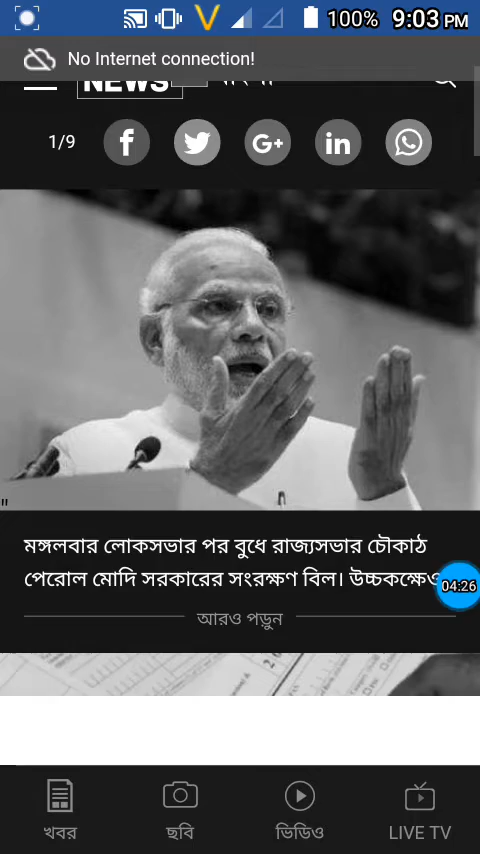 100% 9:03 PM
No Internet connection!
NEWS
1/9
f G+ in
"
মঙ্গলবার লোকসভার পর বুধে রাজ্যসভার চৌকাঠ
পেরোল মোদি সরকারের সংরক্ষণ বিল। উচ্চকক্ষেও
04:26
আরও পড়ুন
খবর ছবি ভিডিও LIVE TV